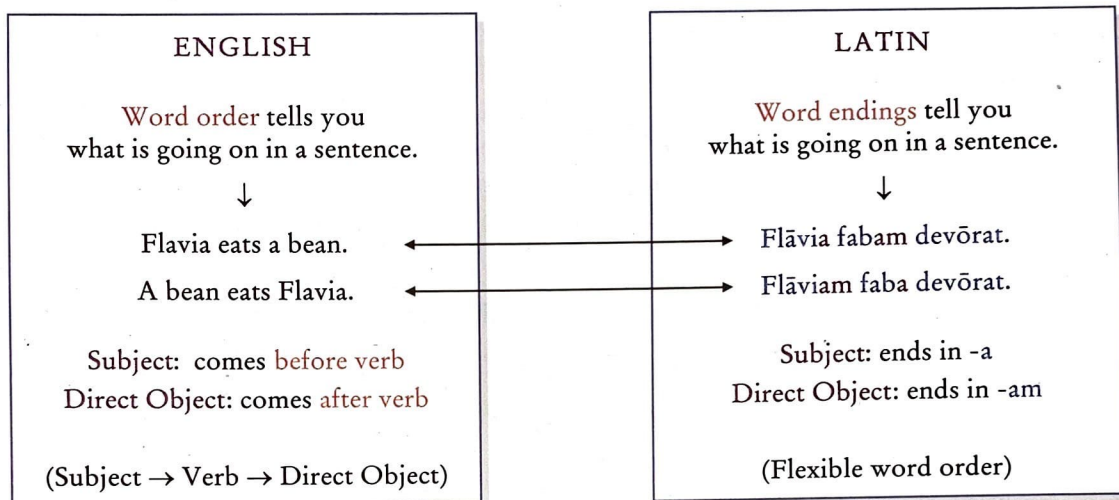 ENGLISH
Word order tells you
what is going on in a sentence.
↓
Flavia eats a bean.
A bean eats Flavia.
Subject: comes before verb
Direct Object: comes after verb
(Subject → Verb → Direct Object)
LATIN
Word endings tell you
what is going on in a sentence.
↓
Flāvia fabam devōrat.
Flāviam faba devōrat.
Subject: ends in -a
Direct Object: ends in -am
(Flexible word order)